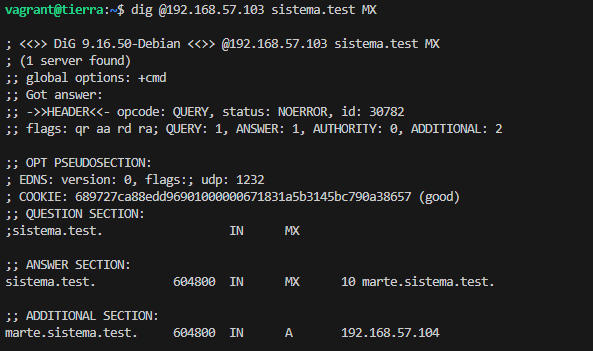 vagrant@tierra:~$ dig @192.168.57.103 sistema.test MX
; <<>> DiG 9.16.50-Debian <<>> @192.168.57.103 sistema.test MX
; (1 server found)
;; global options: +cmd
;; Got answer:
;; ->>HEADER<<- opcode: QUERY, status: NOERROR, id: 30782
;; flags: qr aa rd ra; QUERY: 1, ANSWER: 1, AUTHORITY: 0, ADDITIONAL: 2
;; OPT PSEUDOSECTION:
; EDNS: version: 0, flags:; udp: 1232
; COOKIE: 689727ca88edd96901000000671831a5b3145bc790a38657 (good)
;; QUESTION SECTION:
;sistema.test. IN MX
;; ANSWER SECTION:
sistema.test. 604800 IN MX 10 marte.sistema.test.
;; ADDITIONAL SECTION:
marte.sistema.test. 604800 IN A 192.168.57.104